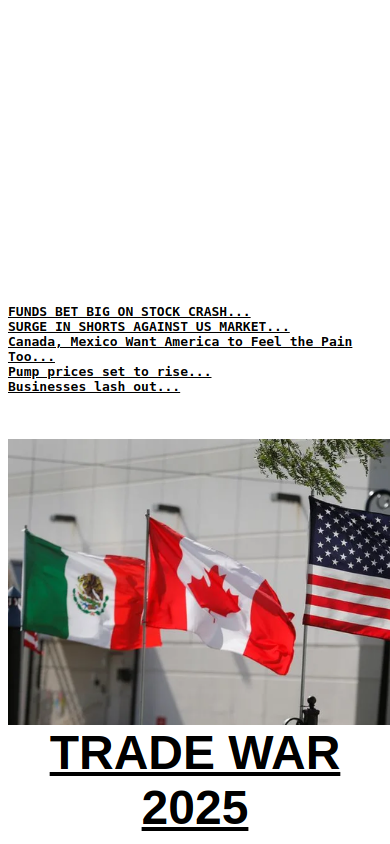 FUNDS BET BIG ON STOCK CRASH...
SURGE IN SHORTS AGAINST US MARKET...
Canada, Mexico Want America to Feel the Pain
Too...
Pump prices set to rise...
Businesses lash out...
TRADE WAR
2025